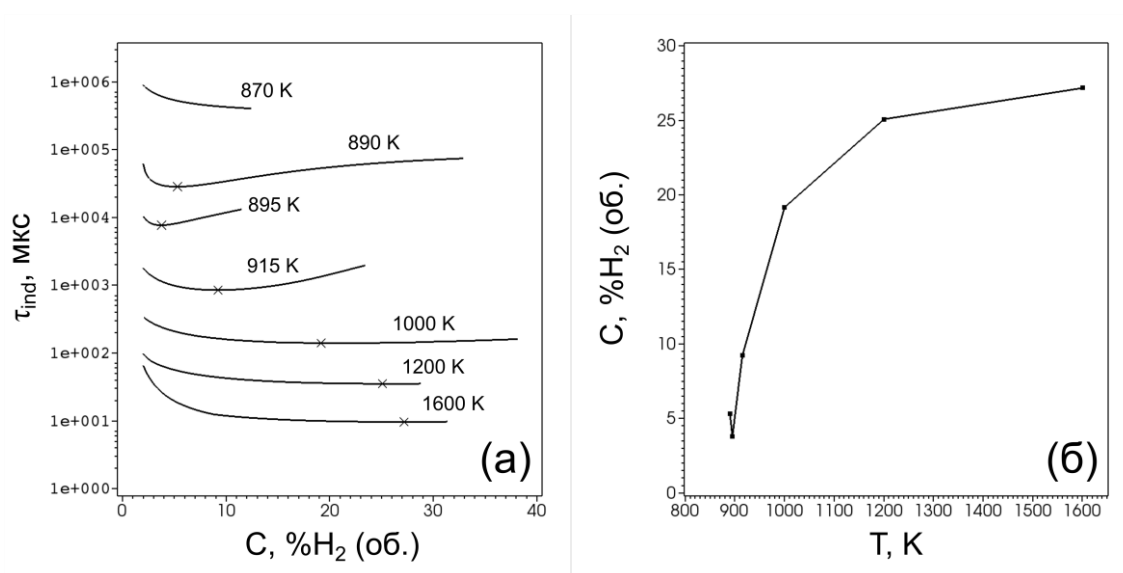 1e+006
1e+005
1e+004
1e+003
1e+002
1e+001
1e+000
τind, мкс
870 K
890 K
895 K
915 K
1000 K
1200 K
1600 K
(а)
0 10 20 30 40
C, %H2 (об.)
30
25
20
15
10
5
0
C, %H2 (об.)
(б)
800 900 1000 1100 1200 1300 1400 1500 1600
T, K